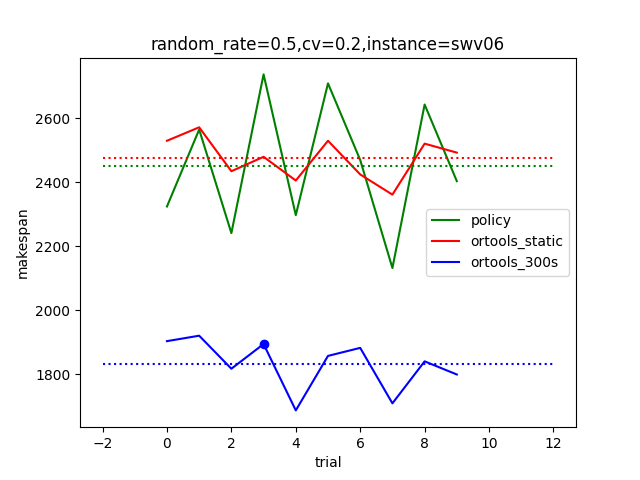 random_rate=0.5,cv=0.2,instance=swv06
makespan
2600
2400
2200
2000
1800
policy
ortools_static
ortools_300s
−2 0 2 4 6 8 10 12
trial